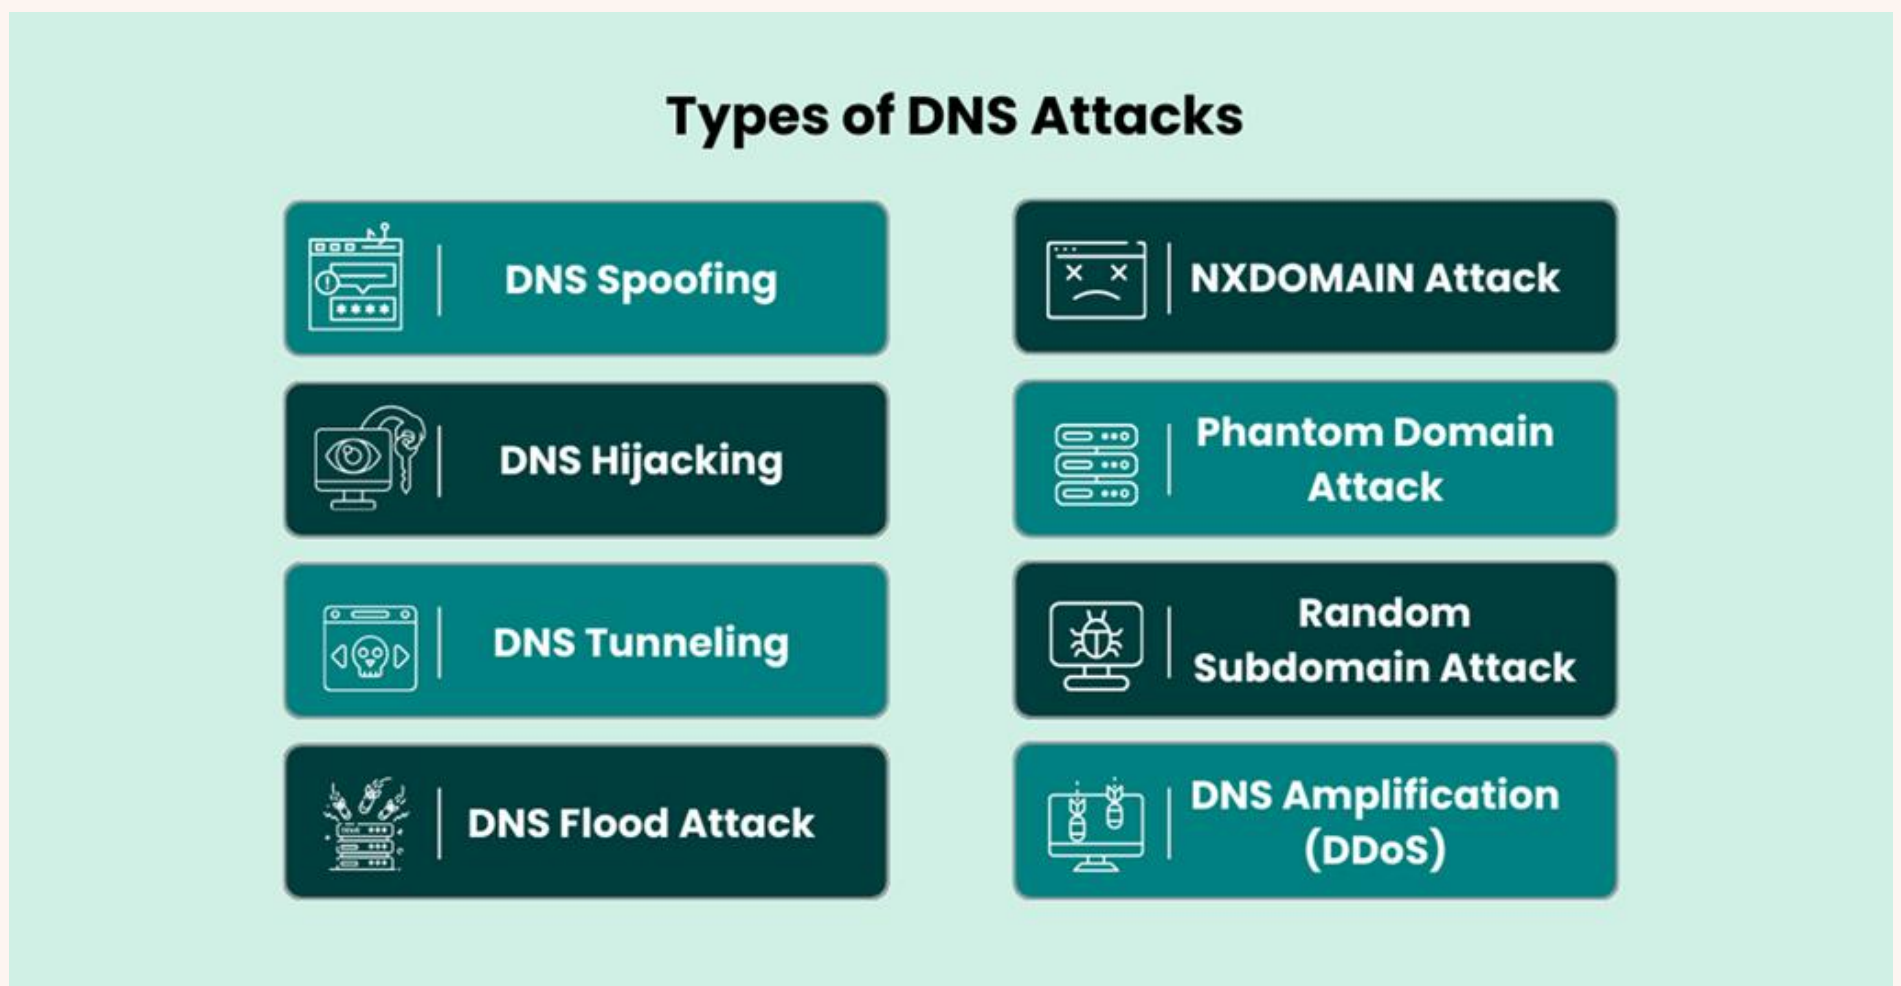 Types of DNS Attacks
DNS Spoofing
DNS Hijacking
DNS Tunneling
DNS Flood Attack
NXDOMAIN Attack
Phantom Domain
Attack
Random
Subdomain Attack
DNS Amplification
(DDoS)